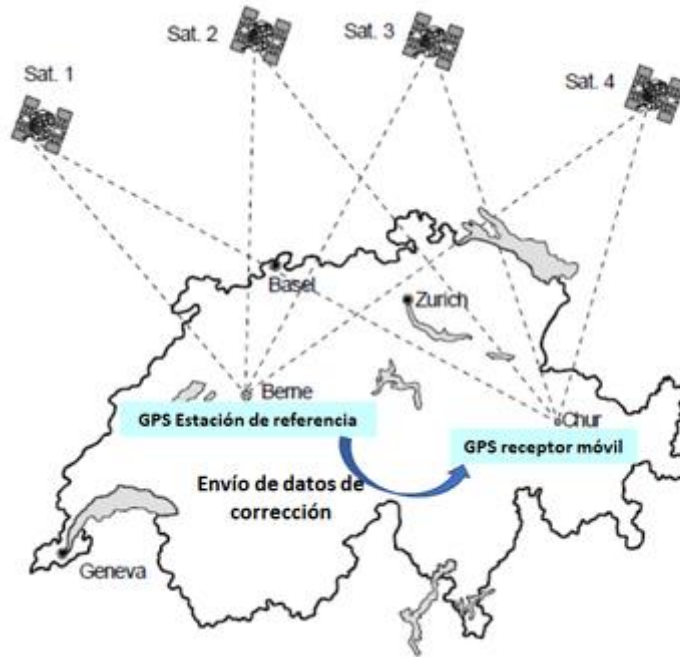 Sat. 2
Sat. 3
Sat. 1
Sat. 4
Basel
Zurich
Berne
GPS Estación de referencia
Chur
GPS receptor móvil
Envío de datos de
corrección
Geneva